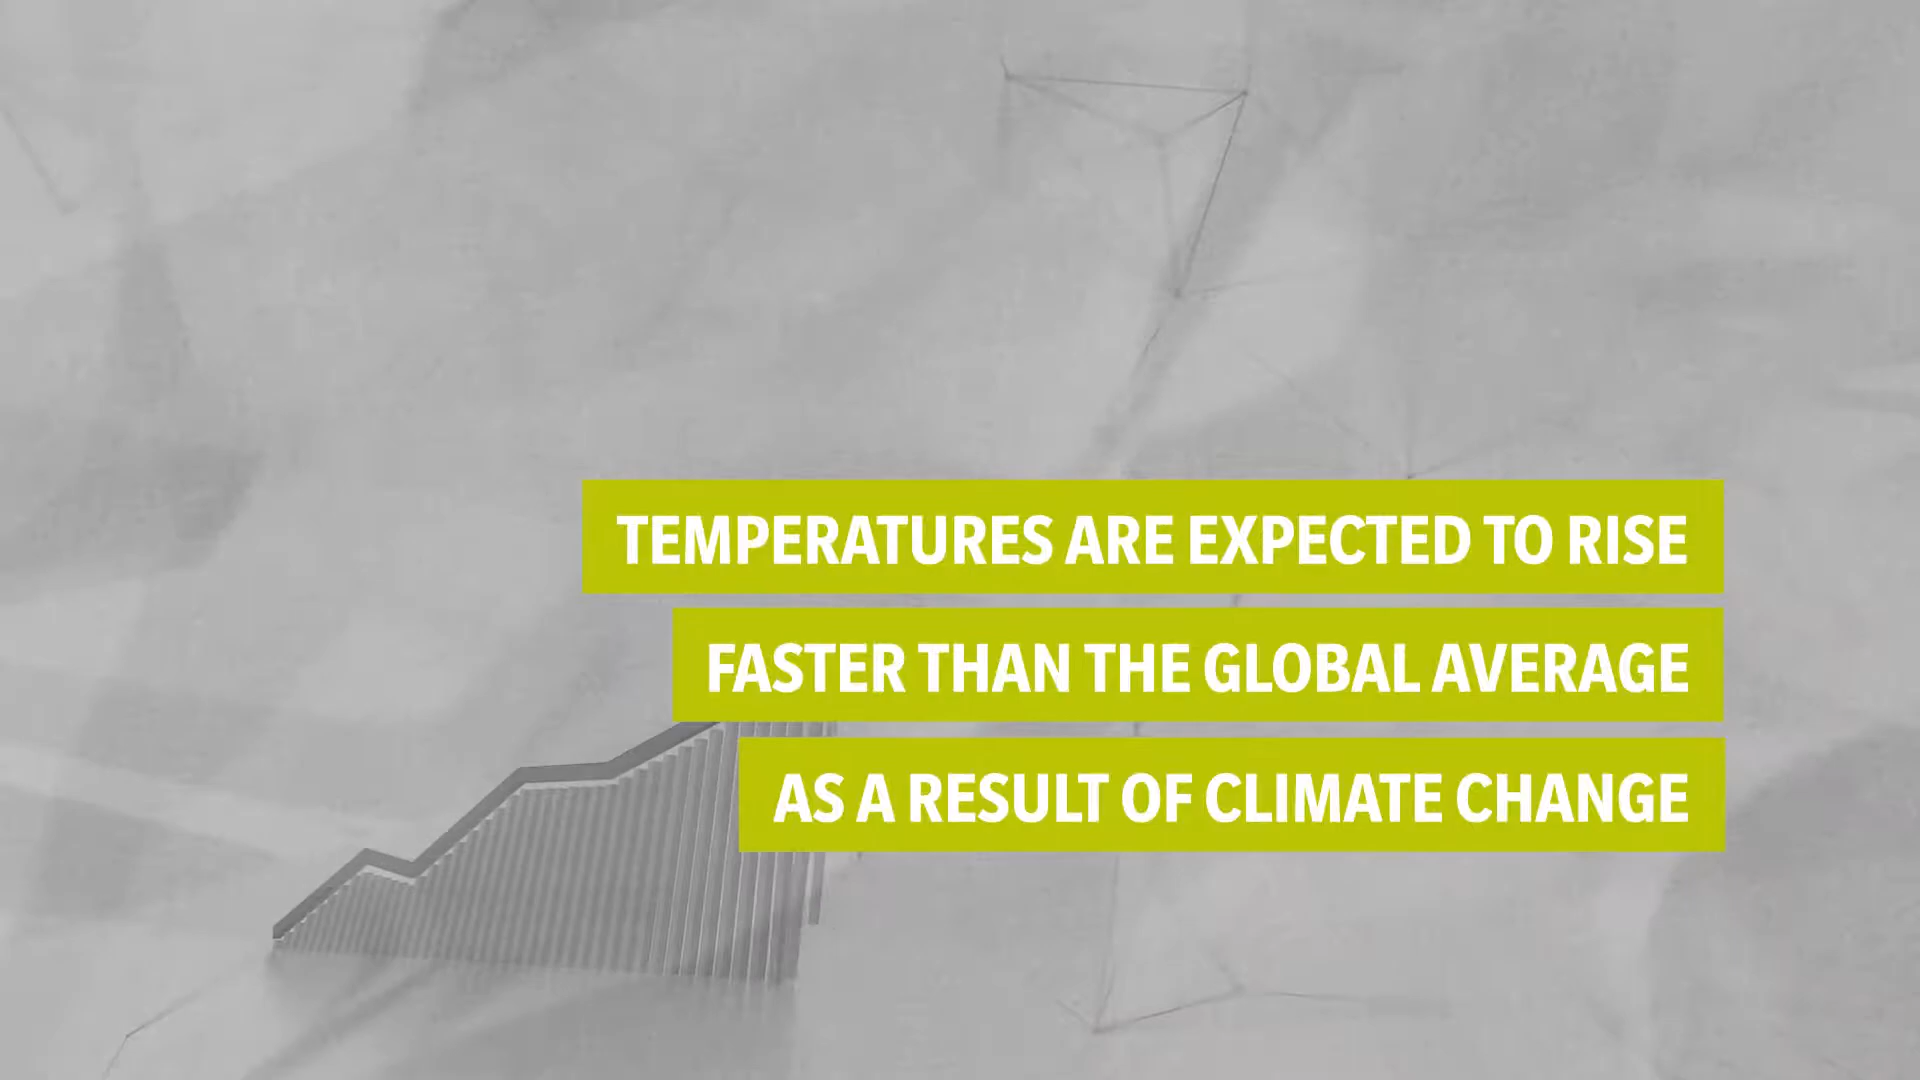 TEMPERATURES ARE EXPECTED TO RISE
FASTER THAN THE GLOBAL AVERAGE
AS A RESULT OF CLIMATE CHANGE